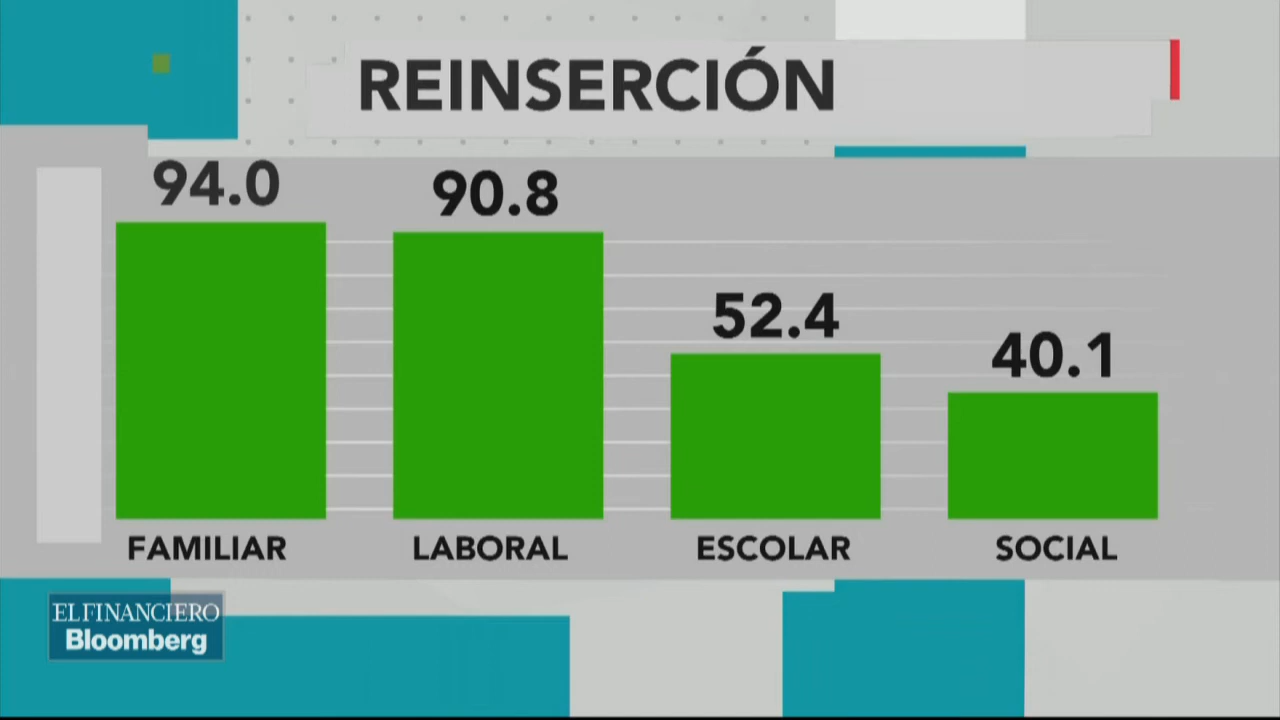 REINSERCIÓN
94.0
90.8
52.4
40.1
FAMILIAR
LABORAL
ESCOLAR
SOCIAL
EL FINANCIERO
Bloomberg